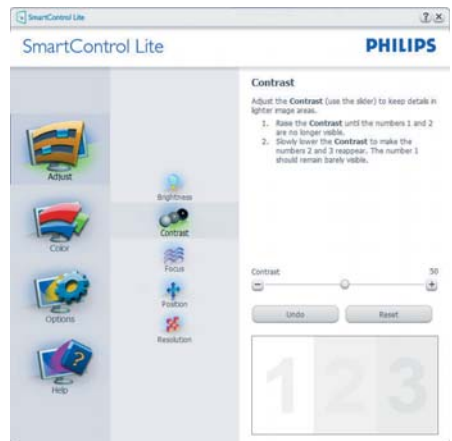 SmartControl Lite
SmartControl Lite
PHILIPS
Adjust
Color
Options
Help
Brightness
Contrast
Focus
Position
Resolution
Contrast
Adjust the Contrast (use the slider) to keep details in
lighter image areas.
1. Raise the Contrast until the numbers 1 and 2
are no longer visible.
2. Slowly lower the Contrast to make the
numbers 2 and 3 reappear. The number 1
should remain barely visible.
Contrast 50
Undo Reset
1 2 3